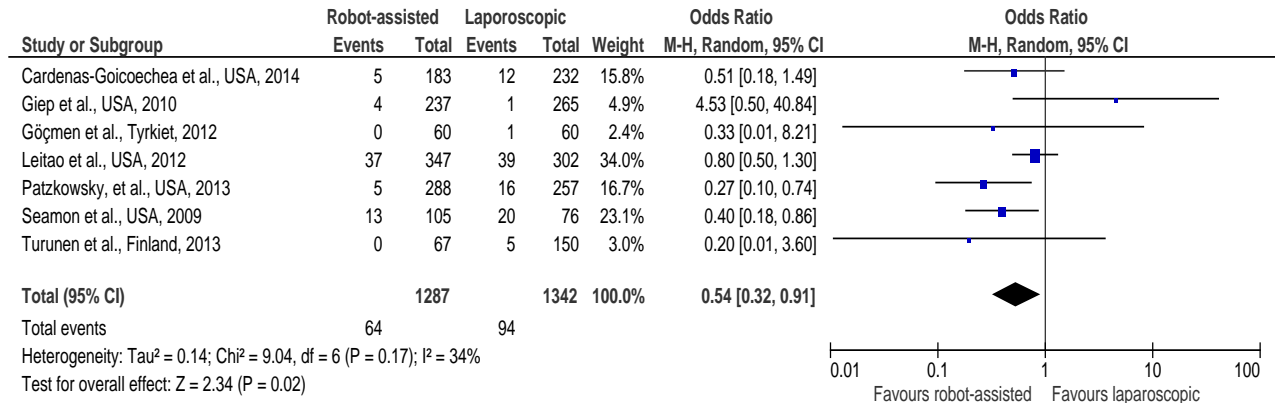 Robot-assisted Laporoscopic Odds Ratio Odds Ratio
Study or Subgroup Events Total Events Total Weight M-H, Random, 95% CI M-H, Random, 95% CI
Cardenas-Goicoechea et al., USA, 2014 5 183 12 232 15.8% 0.51 [0.18, 1.49]
Giep et al., USA, 2010 4 237 1 265 4.9% 4.53 [0.50, 40.84]
Göçmen et al., Tyrkiet, 2012 0 60 1 60 2.4% 0.33 [0.01, 8.21]
Leitao et al., USA, 2012 37 347 39 302 34.0% 0.80 [0.50, 1.30]
Patzkowsky, et al., USA, 2013 5 288 16 257 16.7% 0.27 [0.10, 0.74]
Seamon et al., USA, 2009 13 105 20 76 23.1% 0.40 [0.18, 0.86]
Turunen et al., Finland, 2013 0 67 5 150 3.0% 0.20 [0.01, 3.60]
Total (95% CI) 1287 1342 100.0% 0.54 [0.32, 0.91]
Total events 64 94
Heterogeneity: Tau² = 0.14; Chi² = 9.04, df = 6 (P = 0.17); I² = 34%
Test for overall effect: Z = 2.34 (P = 0.02)
0.01 0.1 1 10 100
Favours robot-assisted Favours laparoscopic